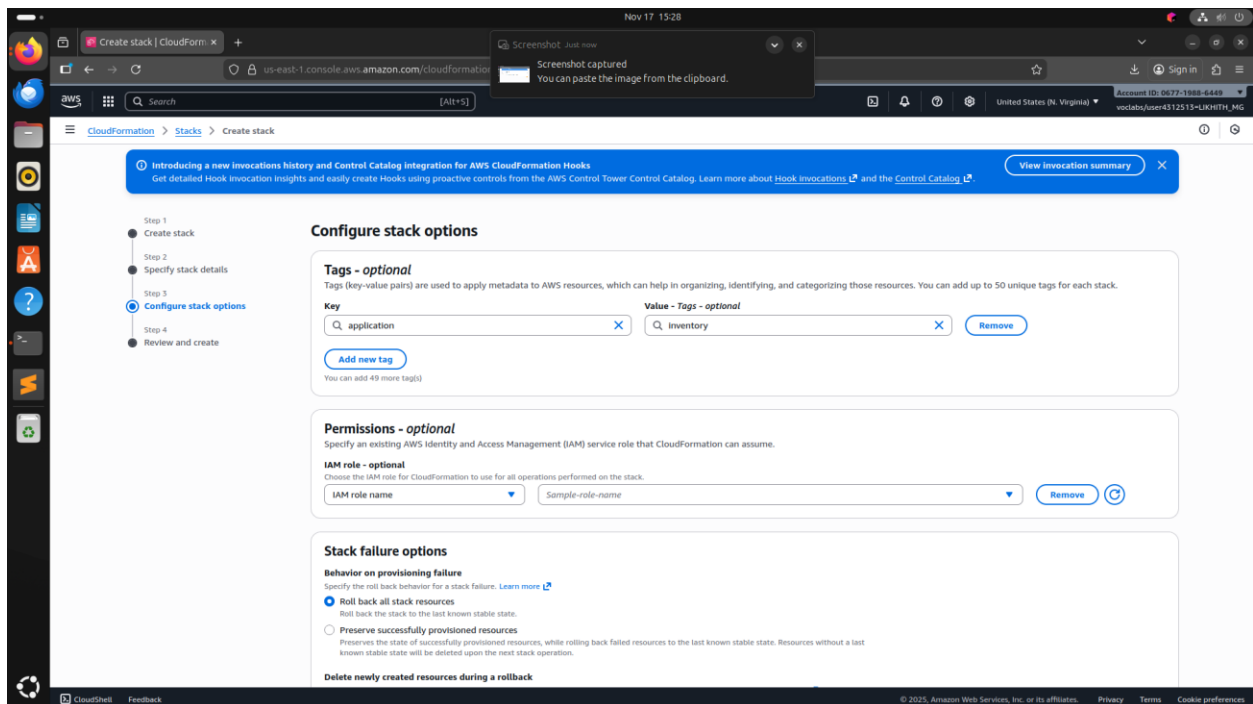 Nov 17 15:28
Create stack | CloudForm
Screenshot Just now
Screenshot captured
You can paste the image from the clipboard.
us-east-1.console.aws.amazon.com/cloudformation
Sign in
aws
Search
[Alt+S]
United States (N. Virginia)
Account ID: 0677-1988-6449
voclabs/user4312513=LIKHITH_MG
CloudFormation > Stacks > Create stack
Introducing a new invocations history and Control Catalog integration for AWS CloudFormation Hooks
Get detailed Hook invocation insights and easily create Hooks using proactive controls from the AWS Control Tower Control Catalog. Learn more about Hook invocations and the Control Catalog.
View invocation summary
Step 1
Create stack
Step 2
Specify stack details
Step 3
Configure stack options
Step 4
Review and create
Configure stack options
Tags - optional
Tags (key-value pairs) are used to apply metadata to AWS resources, which can help in organizing, identifying, and categorizing those resources. You can add up to 50 unique tags for each stack.
Key
Value - Tags - optional
application
inventory
Remove
Add new tag
You can add 49 more tag(s)
Permissions - optional
Specify an existing AWS Identity and Access Management (IAM) service role that CloudFormation can assume.
IAM role - optional
Choose the IAM role for CloudFormation to use for all operations performed on the stack.
IAM role name
Sample-role-name
Remove
Stack failure options
Behavior on provisioning failure
Specify the roll back behavior for a stack failure. Learn more
Roll back all stack resources
Roll back the stack to the last known stable state.
Preserve successfully provisioned resources
Preserves the state of successfully provisioned resources, while rolling back failed resources to the last known stable state. Resources without a last
known stable state will be deleted upon the next stack operation.
Delete newly created resources during a rollback
CloudShell Feedback
© 2025, Amazon Web Services, Inc. or its affiliates. Privacy Terms Cookie preferences